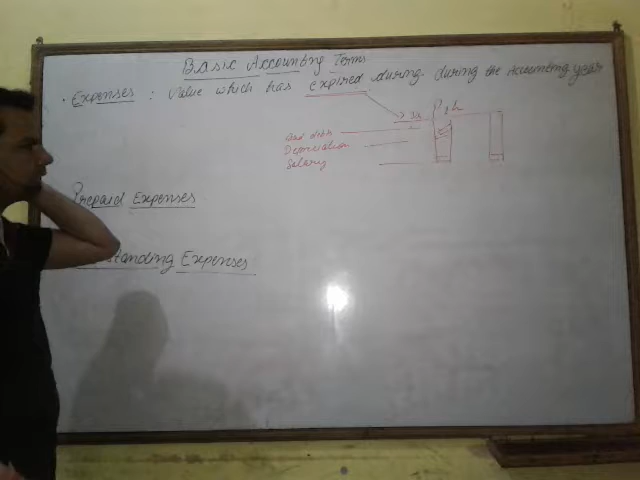 Basic Accounting Terms
• Expenses : Value which has expired during during the Accounting year
Bad debts
Depreciation
Salary
Prepaid Expenses
standing Expenses